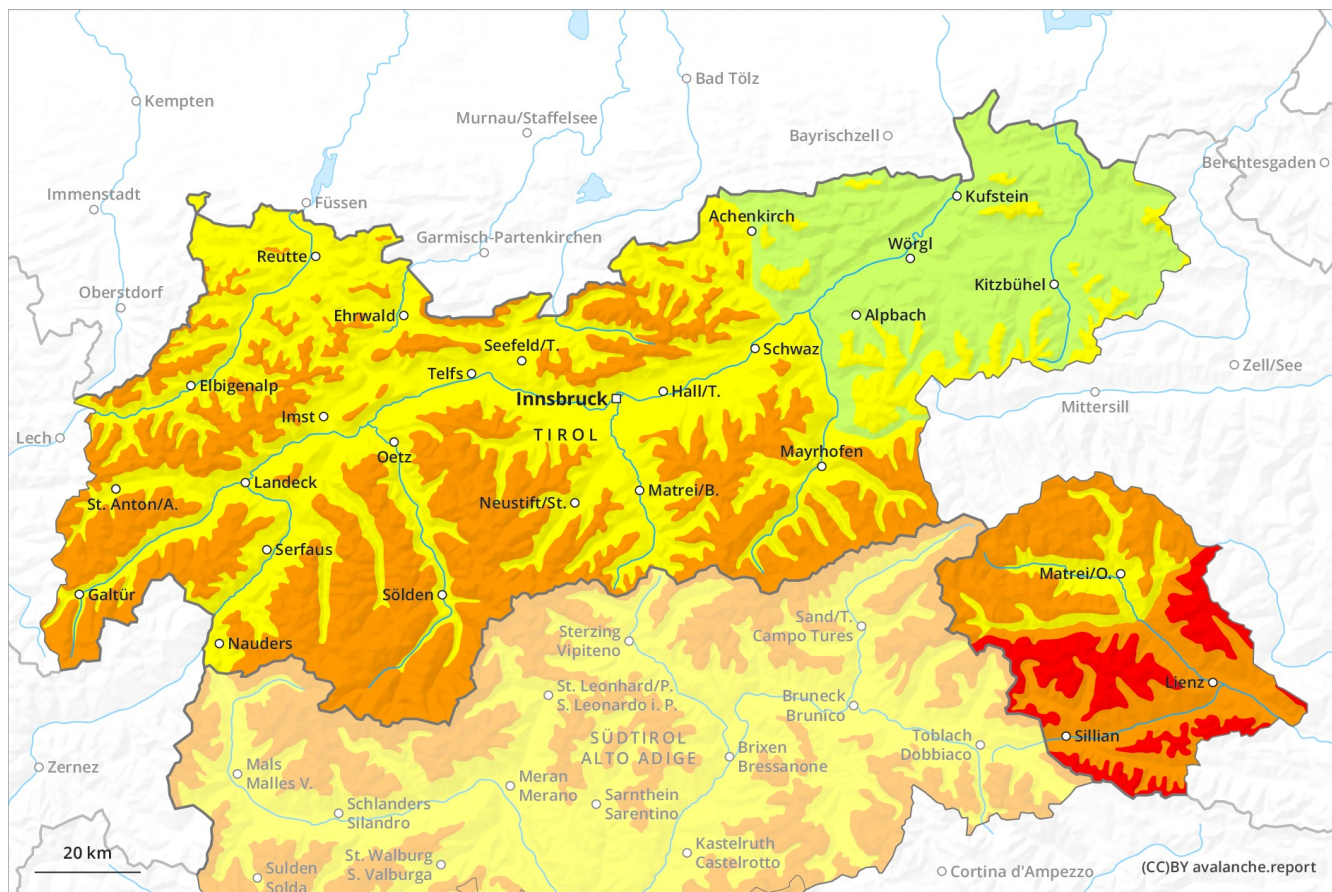 Bad Tölz
Kempten
Murnau/Staffelsee
Bayrischzell
Berchtesgaden
Immenstadt
Füssen
Kufstein
Achenkirch
Garmisch-Partenkirchen
Wörgl
Reutte
Kitzbühel
Oberstdorf
Ehrwald
Alpbach
Seefeld/T.
Schwaz
Zell/See
Telfs
Elbigenalp
Hall/T.
Innsbruck
Mittersill
Imst
TIROL
Lech
Mayrhofen
Oetz
Landeck
Matrei/B.
St. Anton/A.
Neustift/St.
Serfaus
Matrei/O.
Galtür
Sölden
Sand/T.
Campo Tures
Sterzing
Vipiteno
Nauders
Lienz
St. Leonhard/P.
S. Leonardo i. P.
Bruneck
Brunico
Sillian
Toblach
Dobbiaco
SÜDTIROL
ALTO ADIGE
Brixen
Bressanone
Zernez
Mals
Malles V.
Meran
Merano
Sarnthein
Sarentino
Schlanders
Silandro
Kastelruth
Castelrotto
20 km
St. Walburg
S. Valburga
Sulden
Solda
Cortina d'Ampezzo
(CC)BY avalanche.report